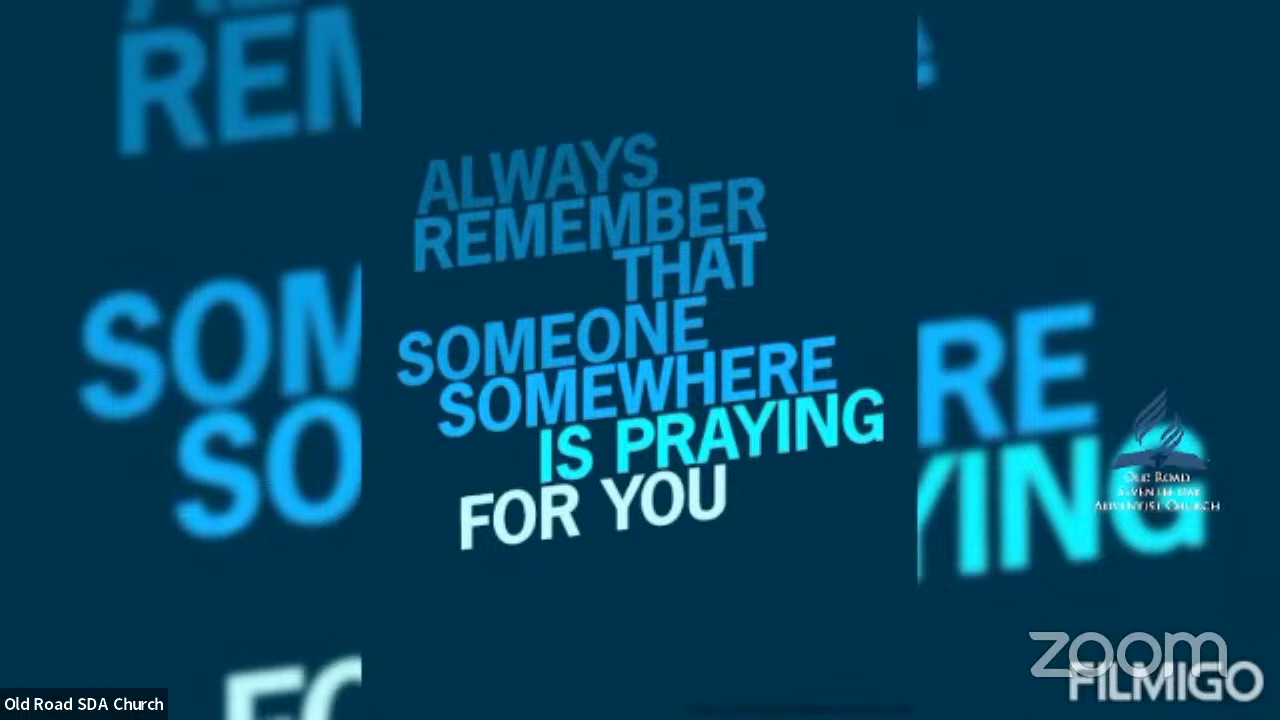 ALWAYS
REMEMBER
THAT
SOMEONE
SOMEWHERE
IS PRAYING
FOR YOU
REM
SOM
SO
FO
RE
YING
OLD ROAD
SEVENTH-DAY
ADVENTIST CHURCH
zoom
FILMIGO
Old Road SDA Church